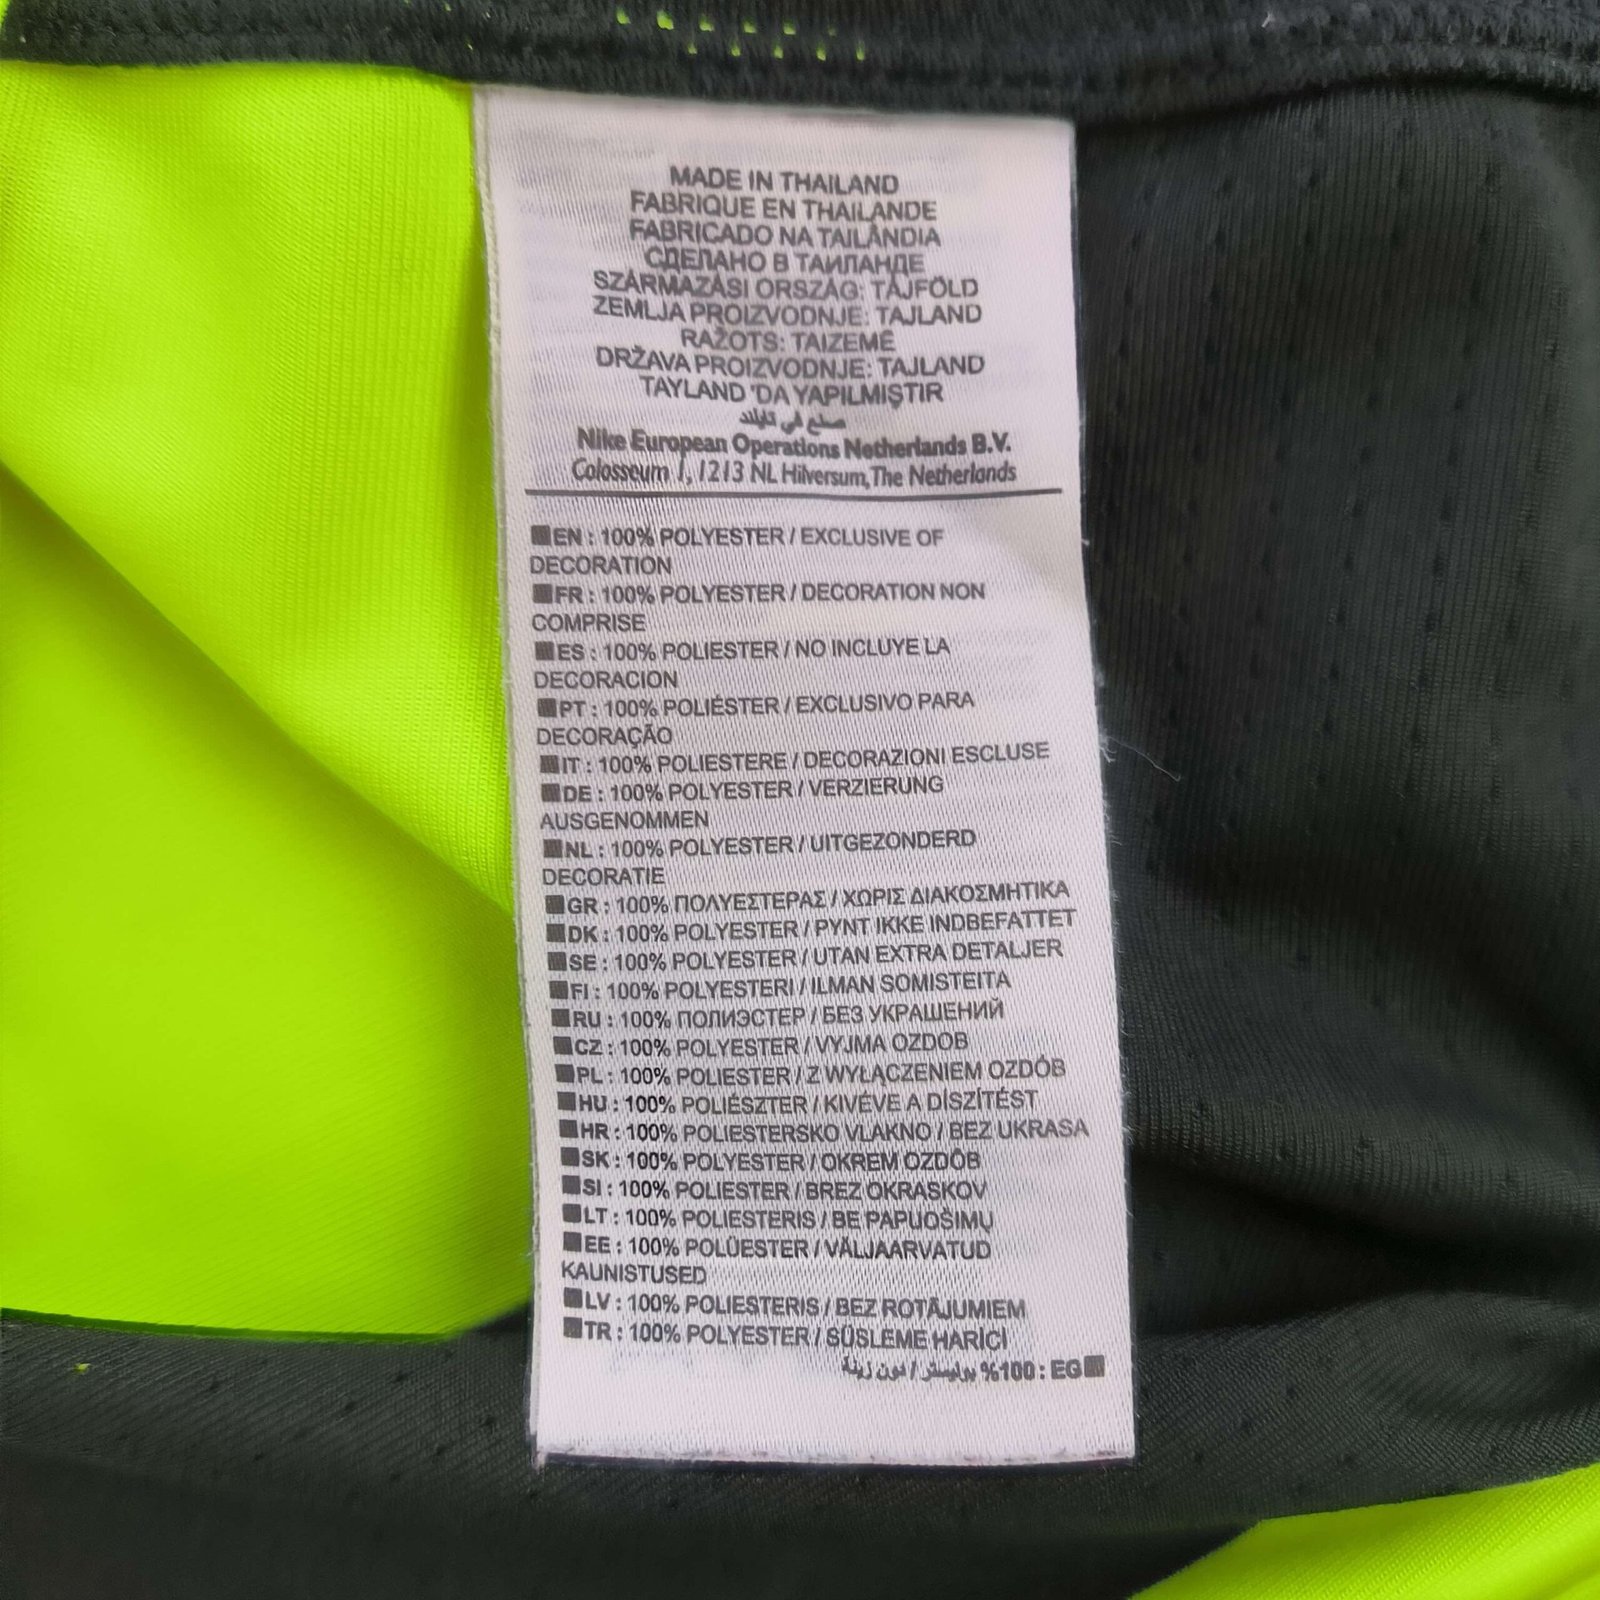 MADE IN THAILAND
FABRIQUE EN THAILANDE
FABRICADO NA TAILÂNDIA
СДЕЛАНО В ТАИЛАНДЕ
SZÁRMAZÁSI ORSZÁG: TÁJFÖLD
ZEMLJA PROIZVODNJE: TAJLAND
RAŽOTS: TAIZEMĒ
DRŽAVA PROIZVODNJE: TAJLAND
TAYLAND 'DA YAPILMIŞTIR
صنع في تايلند
Nike European Operations Netherlands B.V.
Colosseum 1, 1213 NL Hilversum, The Netherlands
EN : 100% POLYESTER / EXCLUSIVE OF
DECORATION
FR : 100% POLYESTER / DECORATION NON
COMPRISE
ES : 100% POLIESTER / NO INCLUYE LA
DECORACION
PT : 100% POLIÉSTER / EXCLUSIVO PARA
DECORAÇÃO
IT : 100% POLIESTERE / DECORAZIONI ESCLUSE
DE : 100% POLYESTER / VERZIERUNG
AUSGENOMMEN
NL : 100% POLYESTER / UITGEZONDERD
DECORATIE
GR : 100% ΠΟΛΥΕΣΤΕΡΑΣ / ΧΩΡΙΣ ΔΙΑΚΟΣΜΗΤΙΚΑ
DK : 100% POLYESTER / PYNT IKKE INDBEFATTET
SE : 100% POLYESTER / UTAN EXTRA DETALJER
FI : 100% POLYESTERI / ILMAN SOMISTEITA
RU : 100% ПОЛИЭСТЕР / БЕЗ УКРАШЕНИЙ
CZ : 100% POLYESTER / VYJMA OZDOB
PL : 100% POLIESTER / Z WYŁĄCZENIEM OZDÓB
HU : 100% POLIÉSZTER / KIVÉVE A DÍSZÍTÉST
HR : 100% POLIESTERSKO VLAKNO / BEZ UKRASA
SK : 100% POLYESTER / OKREM OZDÔB
SI : 100% POLIESTER / BREZ OKRASKOV
LT : 100% POLIESTERIS / BE PAPUOŠIMŲ
EE : 100% POLÜESTER / VÄLJAARVATUD
KAUNISTUSED
LV : 100% POLIESTERIS / BEZ ROTĀJUMIEM
TR : 100% POLYESTER / SÜSLEME HARİÇİ
EG : 100% بوليستر / دون زينة